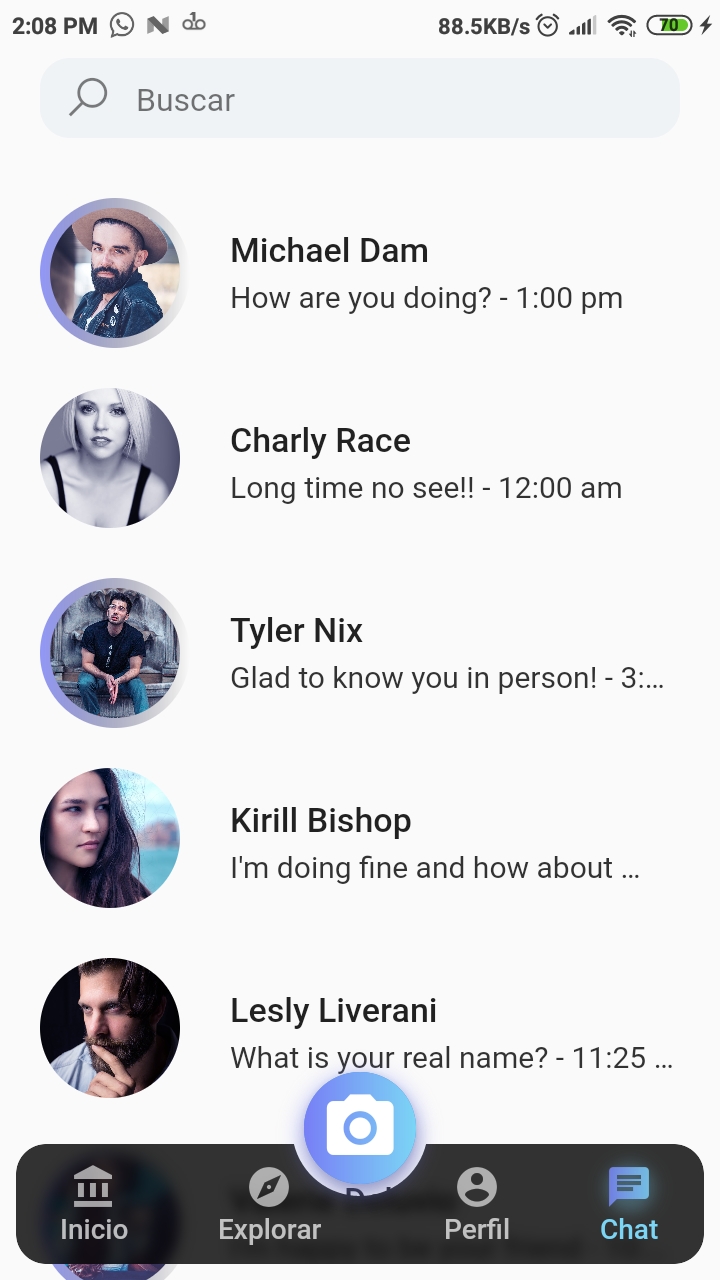 2:08 PM 88.5KB/s 70
Buscar
Michael Dam
How are you doing? - 1:00 pm
Charly Race
Long time no see!! - 12:00 am
Tyler Nix
Glad to know you in person! - 3:...
Kirill Bishop
I'm doing fine and how about ...
Lesly Liverani
What is your real name? - 11:25 ...
Inicio Explorar Perfil Chat